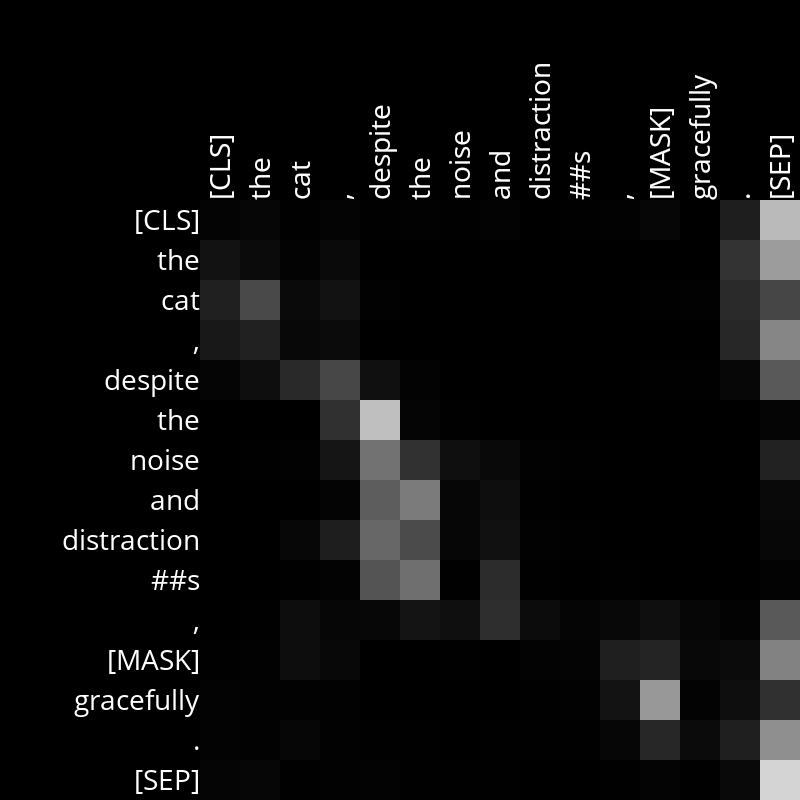 [CLS] the cat , despite the noise and distraction ##s , [MASK] gracefully . [SEP]
[CLS]
the
cat
,
despite
the
noise
and
distraction
##s
,
[MASK]
gracefully
.
[SEP]